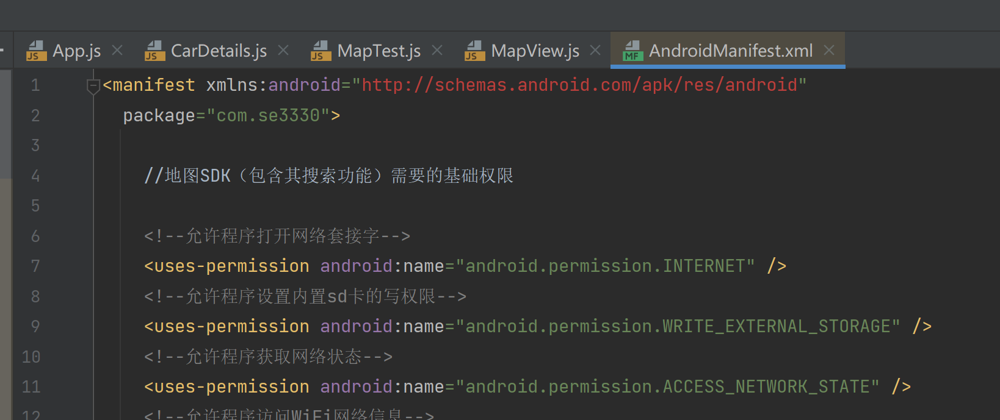 App.js CarDetails.js MapTest.js MapView.js AndroidManifest.xml
1 <manifest xmlns:android="http://schemas.android.com/apk/res/android"
2 package="com.se3330">
3
4 //地图SDK（包含其搜索功能）需要的基础权限
5
6 <!--允许程序打开网络套接字-->
7 <uses-permission android:name="android.permission.INTERNET" />
8 <!--允许程序设置内置sd卡的写权限-->
9 <uses-permission android:name="android.permission.WRITE_EXTERNAL_STORAGE" />
10 <!--允许程序获取网络状态-->
11 <uses-permission android:name="android.permission.ACCESS_NETWORK_STATE" />
12 <!--允许程序访问WiFi网络信息-->